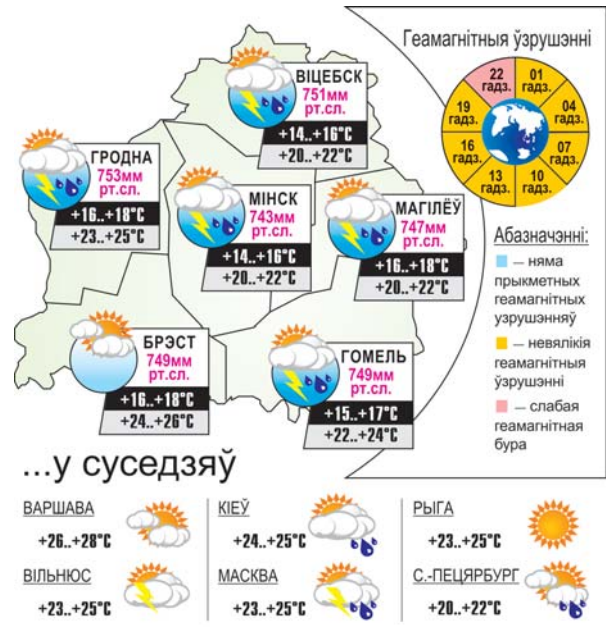 ВІЦЕБСК
751мм
рт.сл.
+14..+16°C
+20..+22°C
ГРОДНА
753мм
рт.сл.
+16..+18°C
+23..+25°C
МІНСК
743мм
рт.сл.
+14..+16°C
+20..+22°C
МАГІЛЁЎ
747мм
рт.сл.
+16..+18°C
+20..+22°C
БРЭСТ
749мм
рт.сл.
+16..+18°C
+24..+26°C
ГОМЕЛЬ
749мм
рт.сл.
+15..+17°C
+22..+24°C
Геамагнітныя ўзрушэнні
22
гадз.
01
гадз.
04
гадз.
07
гадз.
10
гадз.
13
гадз.
16
гадз.
19
гадз.
Абазначэнні:
– няма
прыкметных
геамагнітных
узрушэнняў
– невялікія
геамагнітныя
ўзрушэнні
– слабая
геамагнітная
бура
...у суседзяў
ВАРШАВА
+26..+28°C
КІЕЎ
+24..+25°C
РЫГА
+23..+25°C
ВІЛЬНЮС
+23..+25°C
МАСКВА
+23..+25°C
С.-ПЕЦЯРБУРГ
+20..+22°C